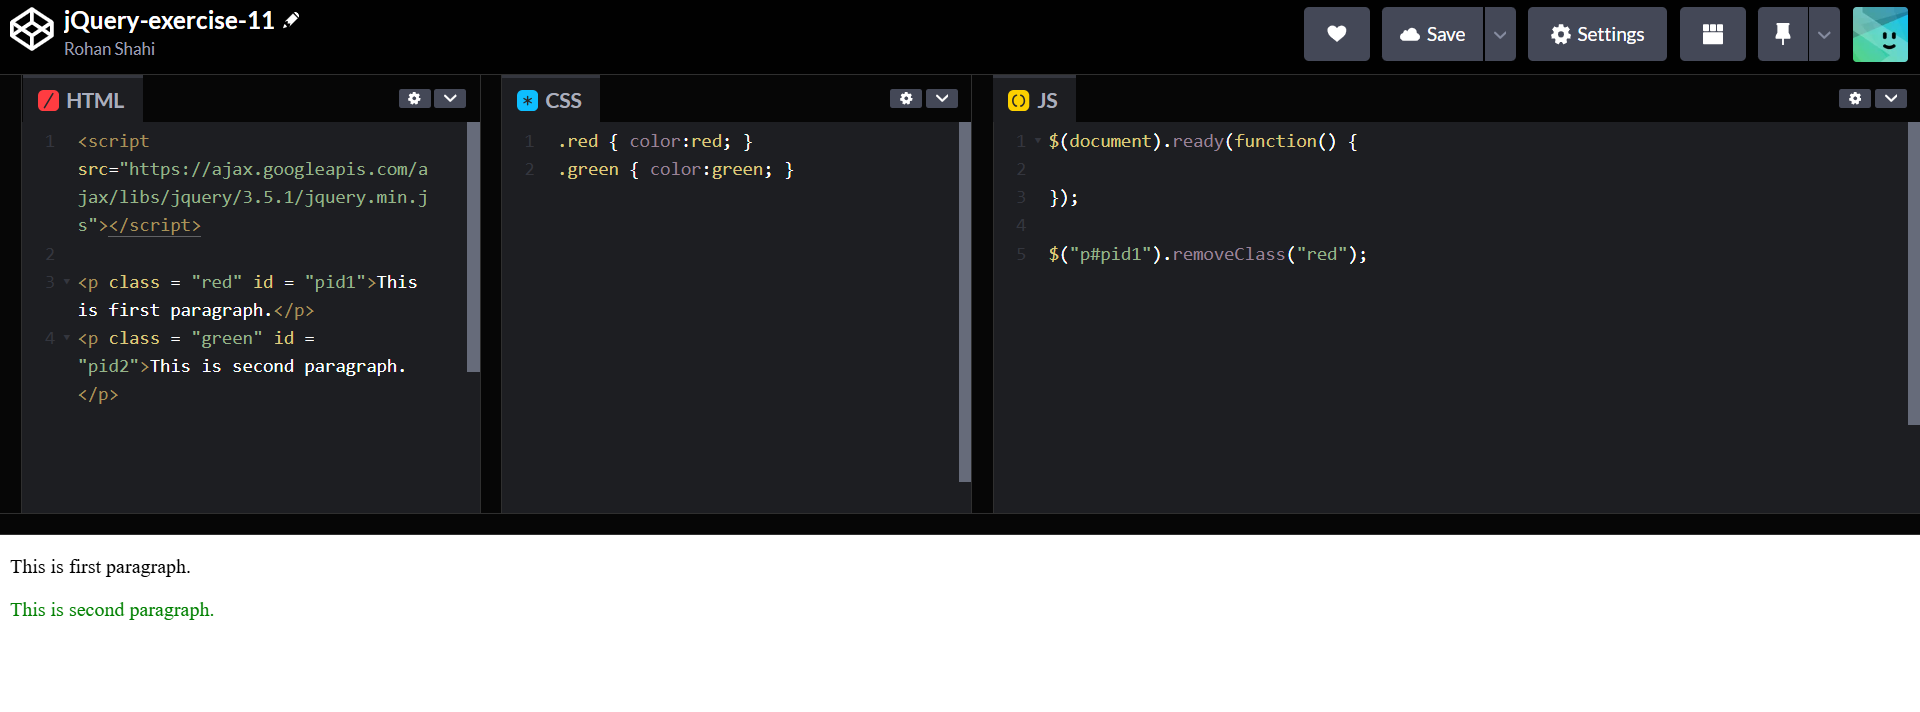 jQuery-exercise-11
Rohan Shahi
Save
Settings
HTML
1 <script
src="https://ajax.googleapis.com/a
jax/libs/jquery/3.5.1/jquery.min.j
s"></script>
2
3 <p class = "red" id = "pid1">This
is first paragraph.</p>
4 <p class = "green" id =
"pid2">This is second paragraph.
</p>
CSS
1 .red { color:red; }
2 .green { color:green; }
JS
1 $(document).ready(function() {
2
3 });
4
5 $("p#pid1").removeClass("red");
This is first paragraph.
This is second paragraph.